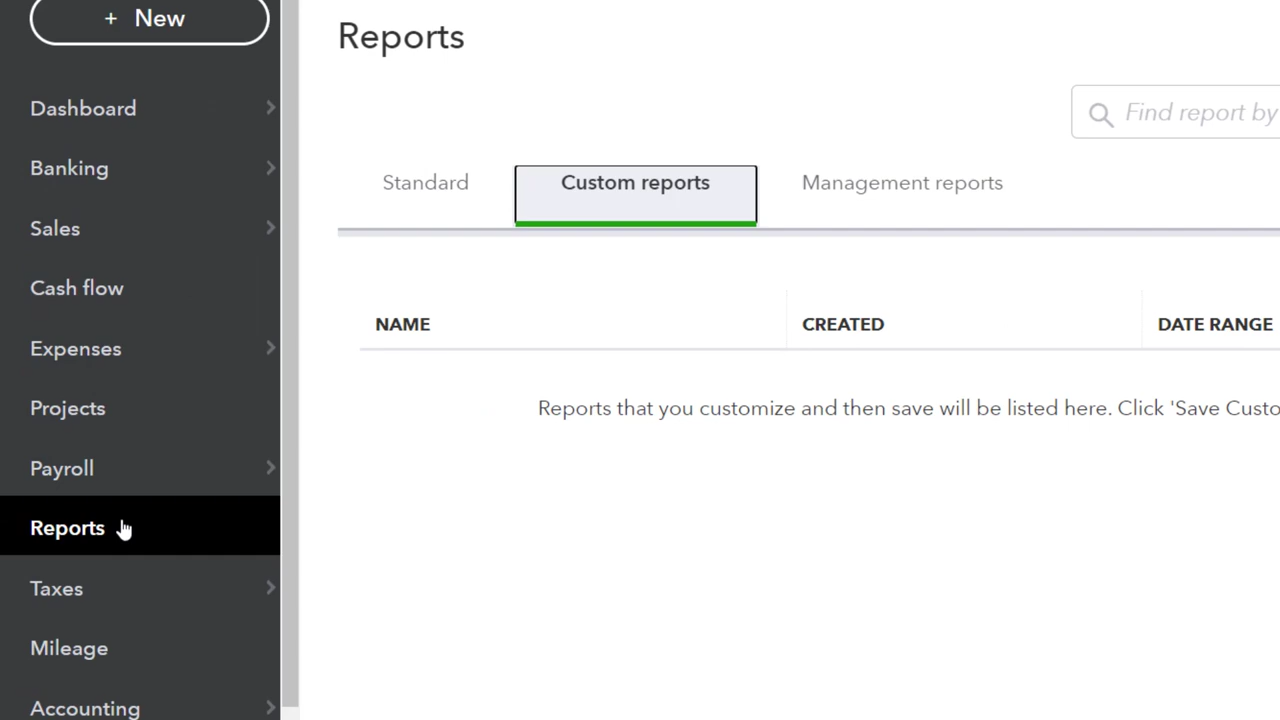 + New
Dashboard
Banking
Sales
Cash flow
Expenses
Projects
Payroll
Reports
Taxes
Mileage
Accounting
Reports
Find report by
Standard
Custom reports
Management reports
NAME
CREATED
DATE RANGE
Reports that you customize and then save will be listed here. Click 'Save Custo